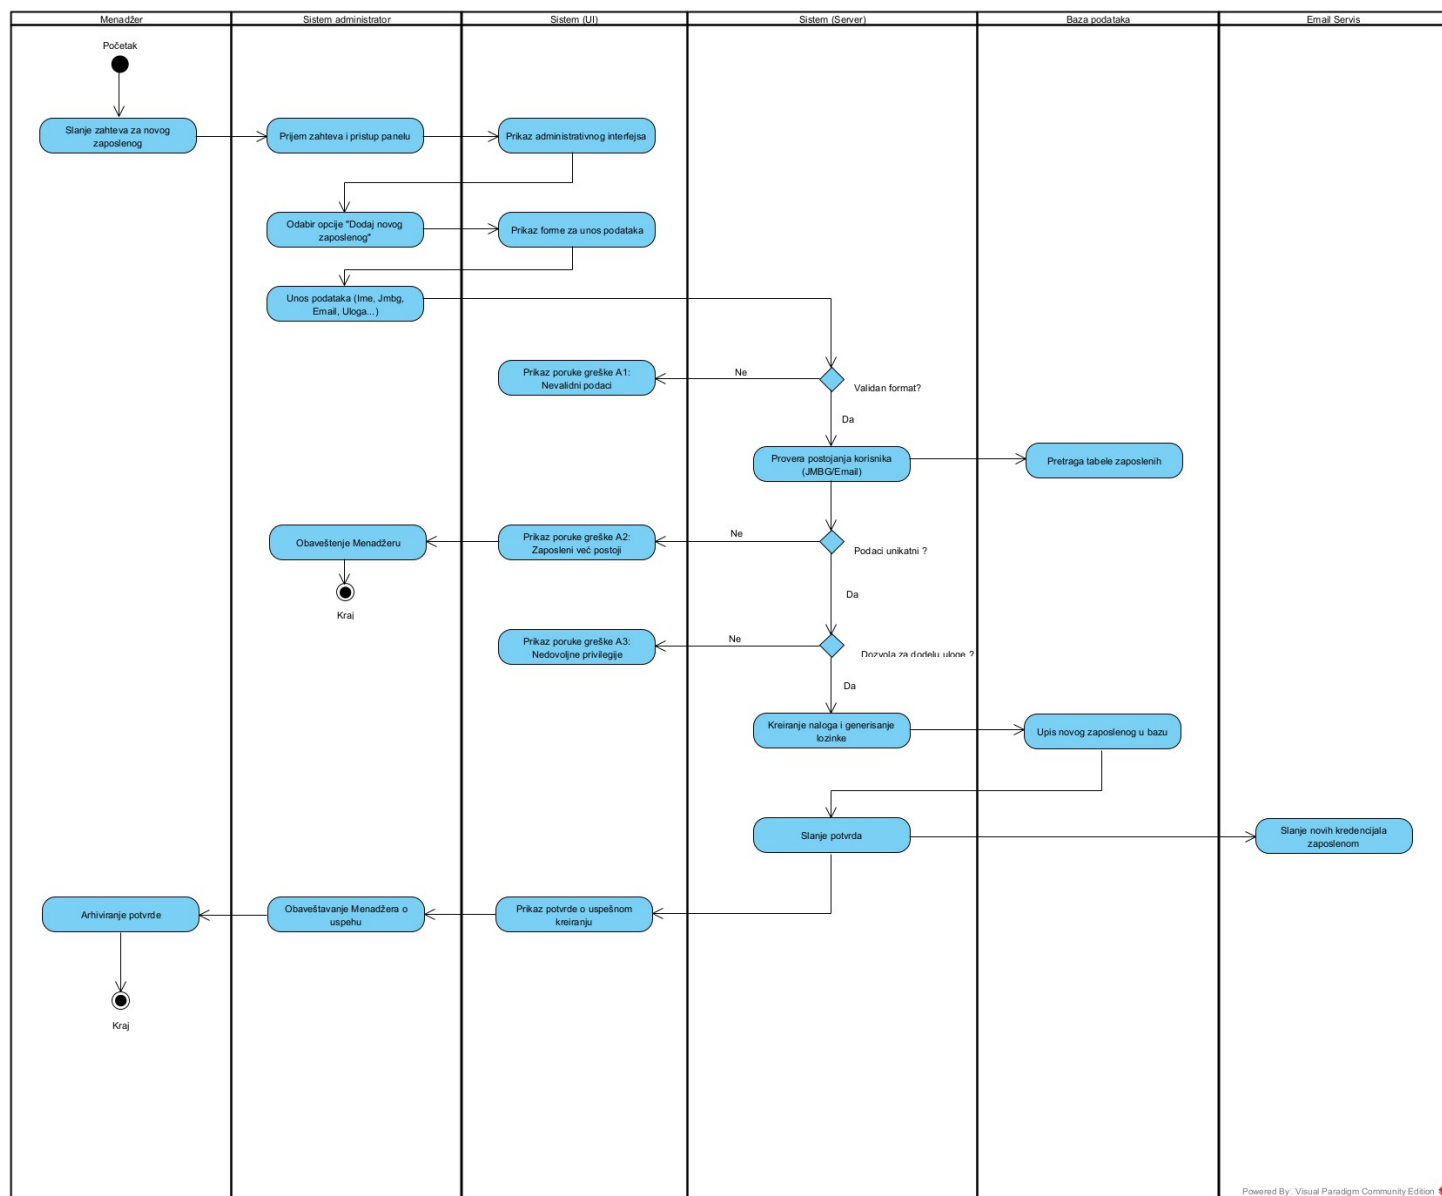 Menadžer
Sistem administrator
Sistem (UI)
Sistem (Server)
Baza podataka
Email Servis
Početak
Slanje zahteva za novog
zaposlenog
Prijem zahteva i pristup panelu
Prikaz administrativnog interfejsa
Odabir opcije "Dodaj novog
zaposlenog"
Prikaz forme za unos podataka
Unos podataka (Ime, Jmbg,
Email, Uloga...)
Prikaz poruke greške A1:
Nevalidni podaci
Ne
Validan format?
Da
Provera postojanja korisnika
(JMBG/Email)
Pretraga tabele zaposlenih
Obaveštenje Menadžeru
Prikaz poruke greške A2:
Zaposleni već postoji
Ne
Podaci unikatni ?
Da
Kraj
Prikaz poruke greške A3:
Nedovoljne privilegije
Ne
Dozvola za dodelu uloge ?
Da
Kreiranje naloga i generisanje
lozinke
Upis novog zaposlenog u bazu
Slanje potvrda
Slanje novih kredencijala
zaposlenom
Arhiviranje potvrde
Obaveštavanje Menadžera o
uspehu
Prikaz potvrde o uspešnom
kreiranju
Kraj
Powered By: Visual Paradigm Community Edition